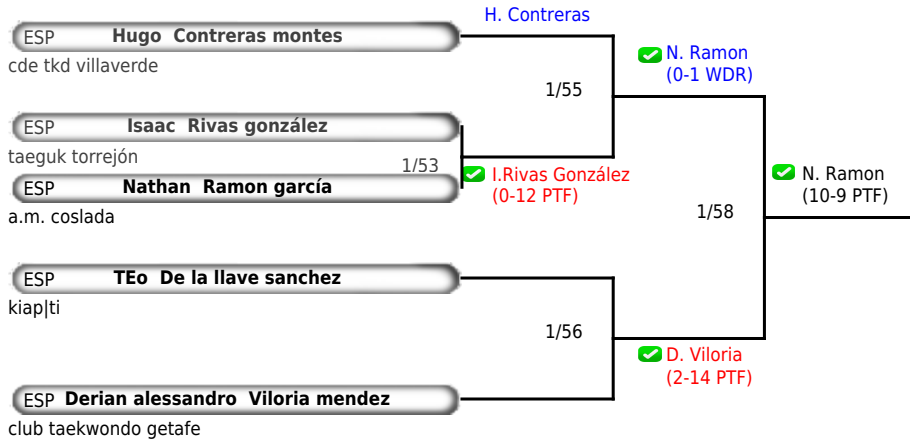 H. Contreras
ESP Hugo Contreras montes
cde tkd villaverde
N. Ramon
(0-1 WDR)
1/55
ESP Isaac Rivas gonzález
taeguk torrejón
1/53
I.Rivas González
(0-12 PTF)
ESP Nathan Ramon garcía
a.m. coslada
N. Ramon
(10-9 PTF)
1/58
ESP TEo De la llave sanchez
kiap|ti
1/56
D. Viloria
(2-14 PTF)
ESP Derian alessandro Viloria mendez
club taekwondo getafe